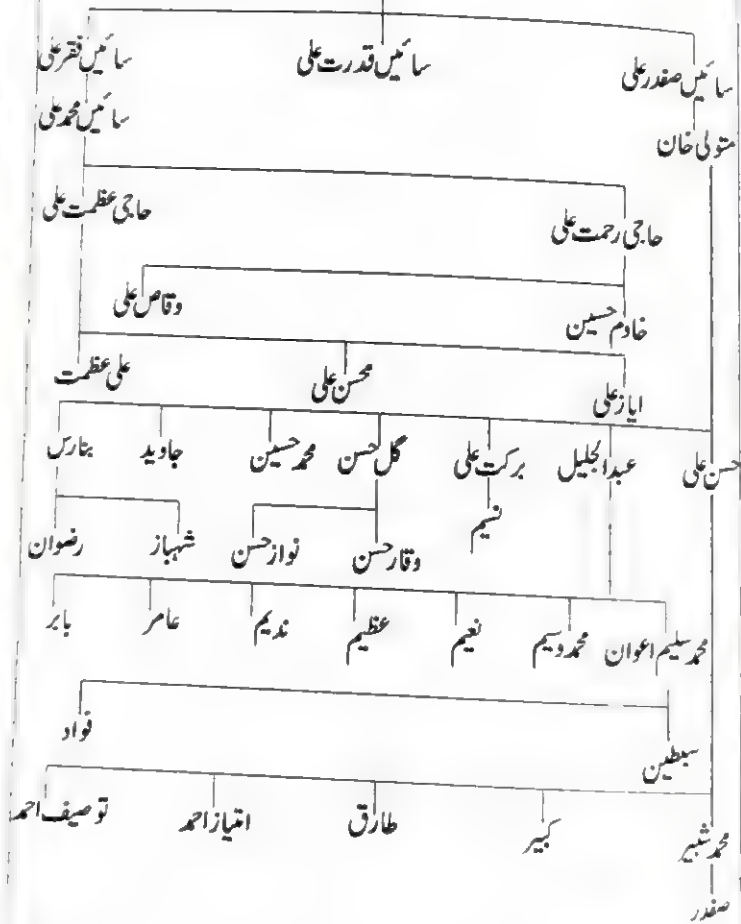 سائیں صفدر علی سائیں قدرت علی سائیں فقر علی
متولی خان سائیں محمد علی
حاجی رحمت علی حاجی عظمت علی
خادم حسین وقاص علی
ایاز علی محسن علی علی عظمت
حسن علی عبدالجلیل برکت علی گل حسن محمد حسین جاوید بنارس
نسیم وقار حسن نواز حسن شہباز رضوان
محمد سلیم اعوان محمد وسیم نعیم عظیم ندیم عامر بابر
سبطین فواد
محمد شبیر کبیر طارق امتیاز احمد توصیف احمد
صفدر